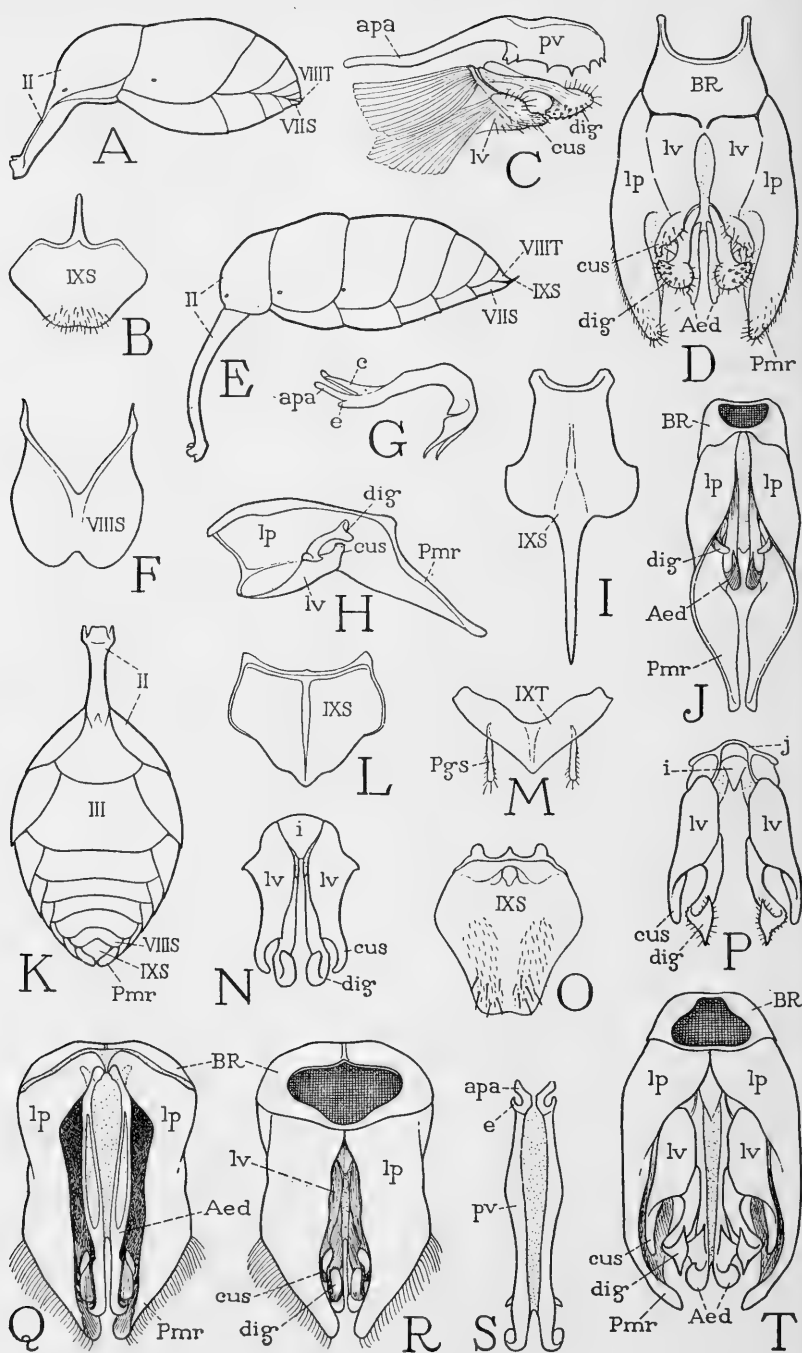 II
VIIIT
VIIS
A
apa
pv
dig
cus
lv
C
BR
lv
lv
lp
lp
cus
dig
Aed
Pmr
D
IXS
B
II
VIIIT
IXS
VIIS
E
c
apa
e
G
VIIIS
F
lp
dig
cus
Pmr
lv
H
IXS
I
BR
lp
lp
dig
Aed
Pmr
J
II
III
VIIIS
IXS
Pmr
K
IXS
L
IXT
Pgs
M
i
lv
lv
cus
dig
N
IXS
O
j
i
lv
lv
cus
dig
P
BR
lp
lp
Aed
Pmr
Q
BR
lv
lp
cus
dig
R
apa
e
pv
S
BR
lp
lp
lv
lv
cus
dig
Pmr
Aed
T